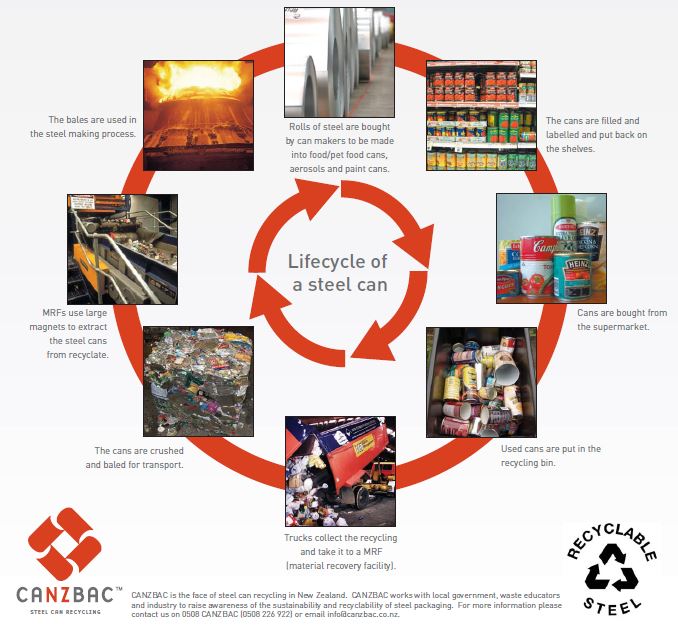 Lifecycle of
a steel can
Rolls of steel are bought
by can makers to be made
into food/pet food cans,
aerosols and paint cans.
The cans are filled and
labelled and put back on
the shelves.
Cans are bought from
the supermarket.
Used cans are put in the
recycling bin.
Trucks collect the recycling
and take it to a MRF
(material recovery facility).
The cans are crushed
and baled for transport.
MRFs use large
magnets to extract
the steel cans
from recyclate.
The bales are used in
the steel making process.
HEINZ
HEINZ
CANZBAC™
STEEL CAN RECYCLING
CANZBAC is the face of steel can recycling in New Zealand. CANZBAC works with local government, waste educators
and industry to raise awareness of the sustainability and recyclability of steel packaging. For more information please
contact us on 0508 CANZBAC (0508 226 922) or email info@canzbac.co.nz.
RECYCLABLE
STEEL